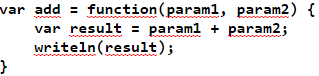 var add = function(param1, param2) {
    var result = param1 + param2;
    writeln(result);
}